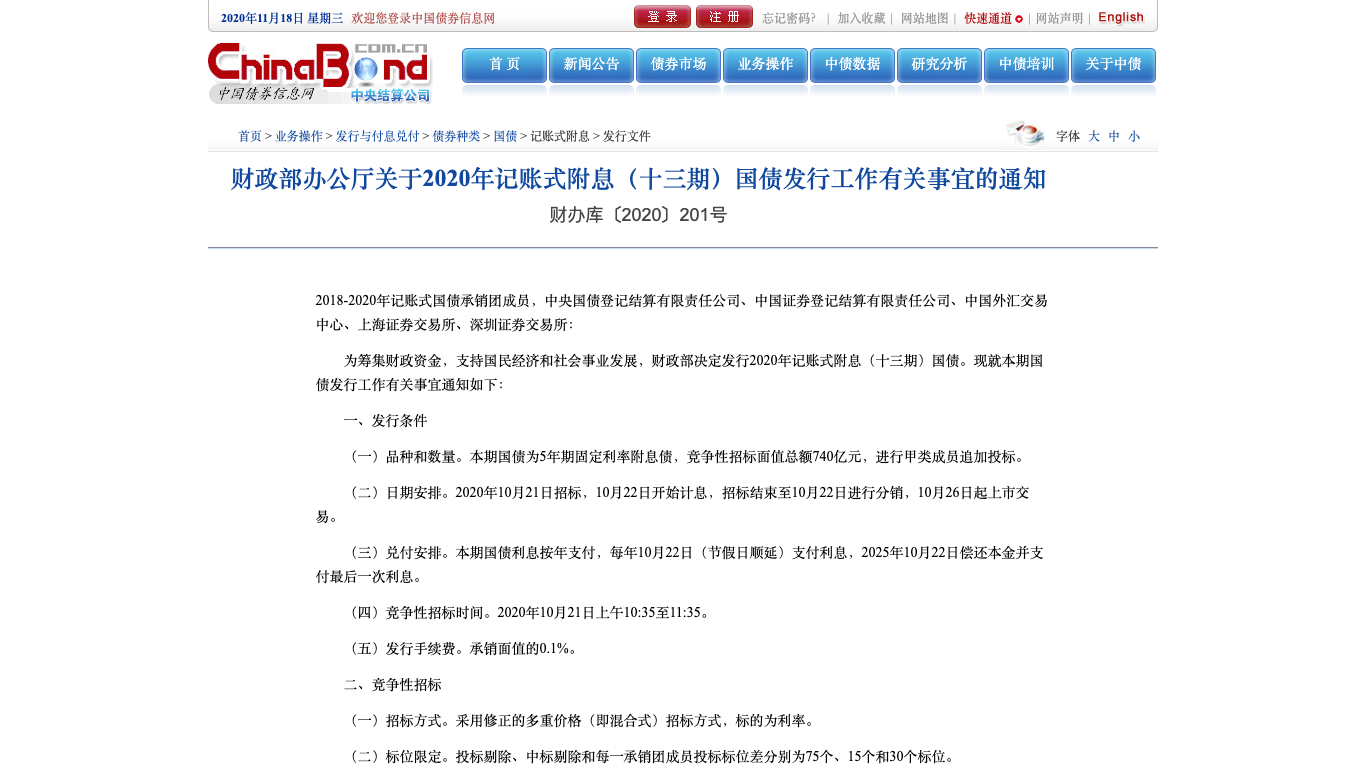 2020年11月18日 星期三 欢迎您登录中国债券信息网 登 录 注 册 忘记密码? | 加入收藏 | 网站地图 | 快速通道 | 网站声明 | English
ChinaBond com.cn
中国债券信息网 中央结算公司
首 页 新闻公告 债券市场 业务操作 中债数据 研究分析 中债培训 关于中债
首页 > 业务操作 > 发行与付息兑付 > 债券种类 > 国债 > 记账式附息 > 发行文件 字体 大 中 小
财政部办公厅关于2020年记账式附息（十三期）国债发行工作有关事宜的通知
财办库〔2020〕201号
2018-2020年记账式国债承销团成员，中央国债登记结算有限责任公司、中国证券登记结算有限责任公司、中国外汇交易
中心、上海证券交易所、深圳证券交易所：
为筹集财政资金，支持国民经济和社会事业发展，财政部决定发行2020年记账式附息（十三期）国债。现就本期国
债发行工作有关事宜通知如下：
一、发行条件
（一）品种和数量。本期国债为5年期固定利率附息债，竞争性招标面值总额740亿元，进行甲类成员追加投标。
（二）日期安排。2020年10月21日招标，10月22日开始计息，招标结束至10月22日进行分销，10月26日起上市交
易。
（三）兑付安排。本期国债利息按年支付，每年10月22日（节假日顺延）支付利息，2025年10月22日偿还本金并支
付最后一次利息。
（四）竞争性招标时间。2020年10月21日上午10:35至11:35。
（五）发行手续费。承销面值的0.1%。
二、竞争性招标
（一）招标方式。采用修正的多重价格（即混合式）招标方式，标的为利率。
（二）标位限定。投标剔除、中标剔除和每一承销团成员投标标位差分别为75个、15个和30个标位。